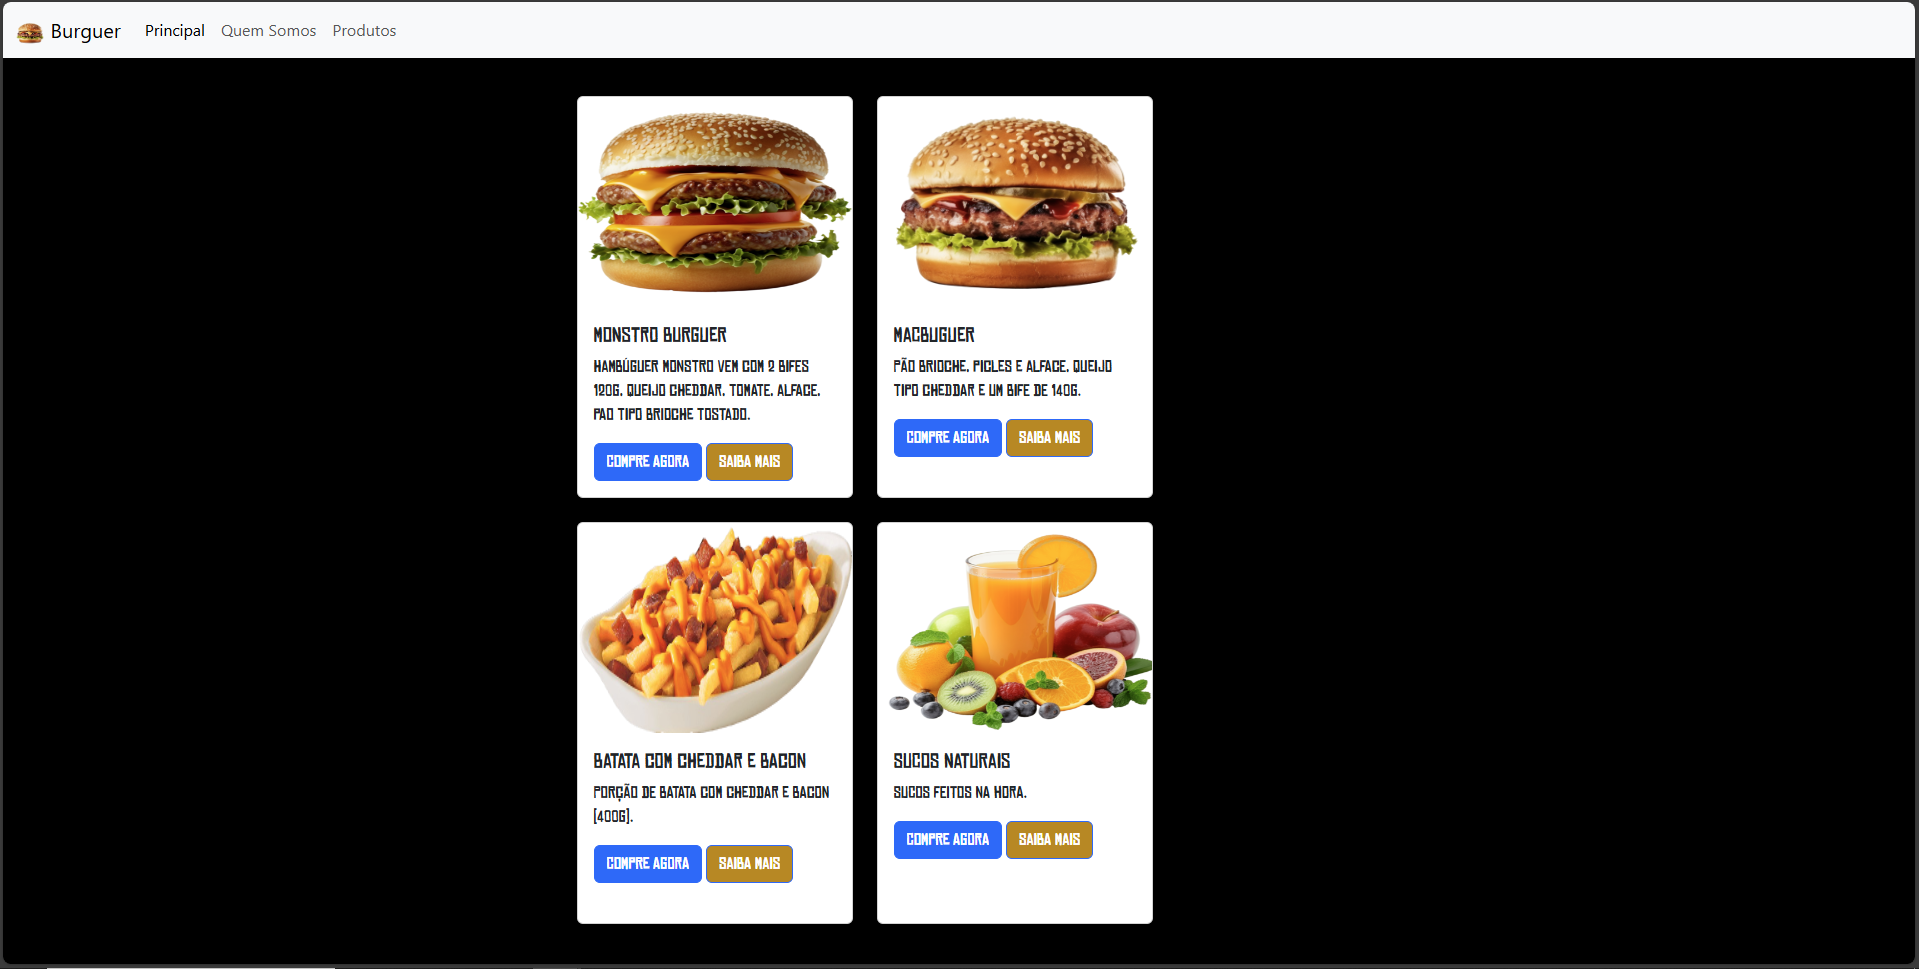 Burguer Principal Quem Somos Produtos
MONSTRO BURGUER
HAMBÚGUER MONSTRO VEM COM 2 BIFES
120G, QUEIJO CHEDDAR, TOMATE, ALFACE,
PAO TIPO BRIOCHE TOSTADO.
COMPRE AGORA SAIBA MAIS
MACBUGUER
PÃO BRIOCHE, PICLES E ALFACE, QUEIJO
TIPO CHEDDAR E UM BIFE DE 140G.
COMPRE AGORA SAIBA MAIS
BATATA COM CHEDDAR E BACON
PORÇÃO DE BATATA COM CHEDDAR E BACON
[400G].
COMPRE AGORA SAIBA MAIS
SUCOS NATURAIS
SUCOS FEITOS NA HORA.
COMPRE AGORA SAIBA MAIS